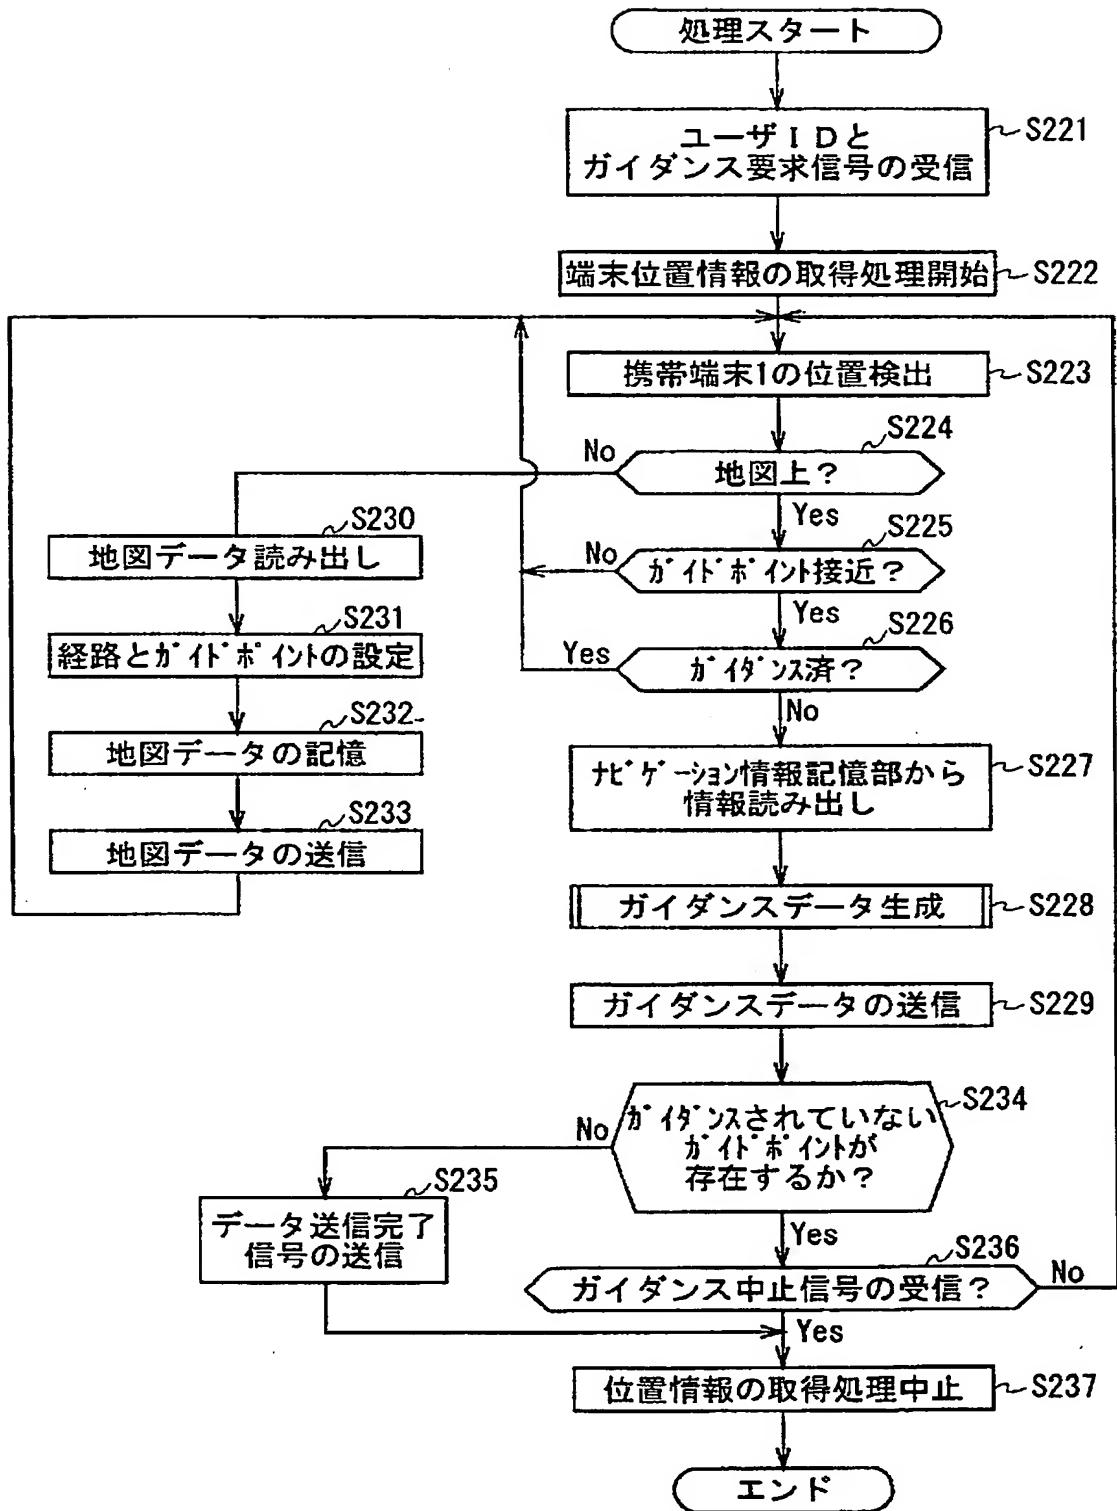 処理スタート
ユーザIDと
ガイダンス要求信号の受信
S221
端末位置情報の取得処理開始
S222
携帯端末1の位置検出
S223
地図上?
S224
No
Yes
ガイドポイント接近?
S225
No
Yes
ガイダンス済?
S226
Yes
No
ナビゲーション情報記憶部から
情報読み出し
S227
ガイダンスデータ生成
S228
ガイダンスデータの送信
S229
地図データ読み出し
S230
経路とガイドポイントの設定
S231
地図データの記憶
S232
地図データの送信
S233
ガイダンスされていない
ガイドポイントが
存在するか?
S234
No
Yes
データ送信完了
信号の送信
S235
ガイダンス中止信号の受信?
S236
No
Yes
位置情報の取得処理中止
S237
エンド